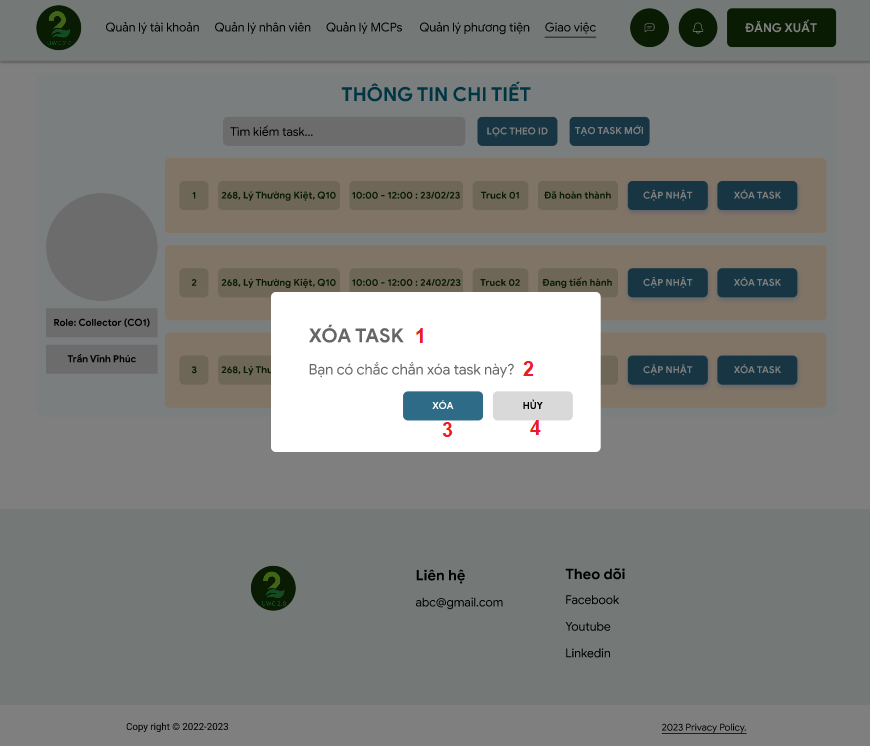 Quản lý tài khoản Quản lý nhân viên Quản lý MCPs Quản lý phương tiện Giao việc ĐĂNG XUẤT
THÔNG TIN CHI TIẾT
Tìm kiếm task... LỌC THEO ID TẠO TASK MỚI
1 268, Lý Thường Kiệt, Q10 10:00 - 12:00 : 23/02/23 Truck 01 Đã hoàn thành CẬP NHẬT XÓA TASK
2 268, Lý Thường Kiệt, Q10 10:00 - 12:00 : 24/02/23 Truck 02 Đang tiến hành CẬP NHẬT XÓA TASK
Role: Collector (CO1)
Trần Vĩnh Phúc
3 268, Lý Thư CẬP NHẬT XÓA TASK
XÓA TASK 1
Bạn có chắc chắn xóa task này? 2
XÓA HỦY
3 4
UWC 2.0
Liên hệ
abc@gmail.com
Theo dõi
Facebook
Youtube
Linkedin
Copy right © 2022-2023 2023 Privacy Policy.